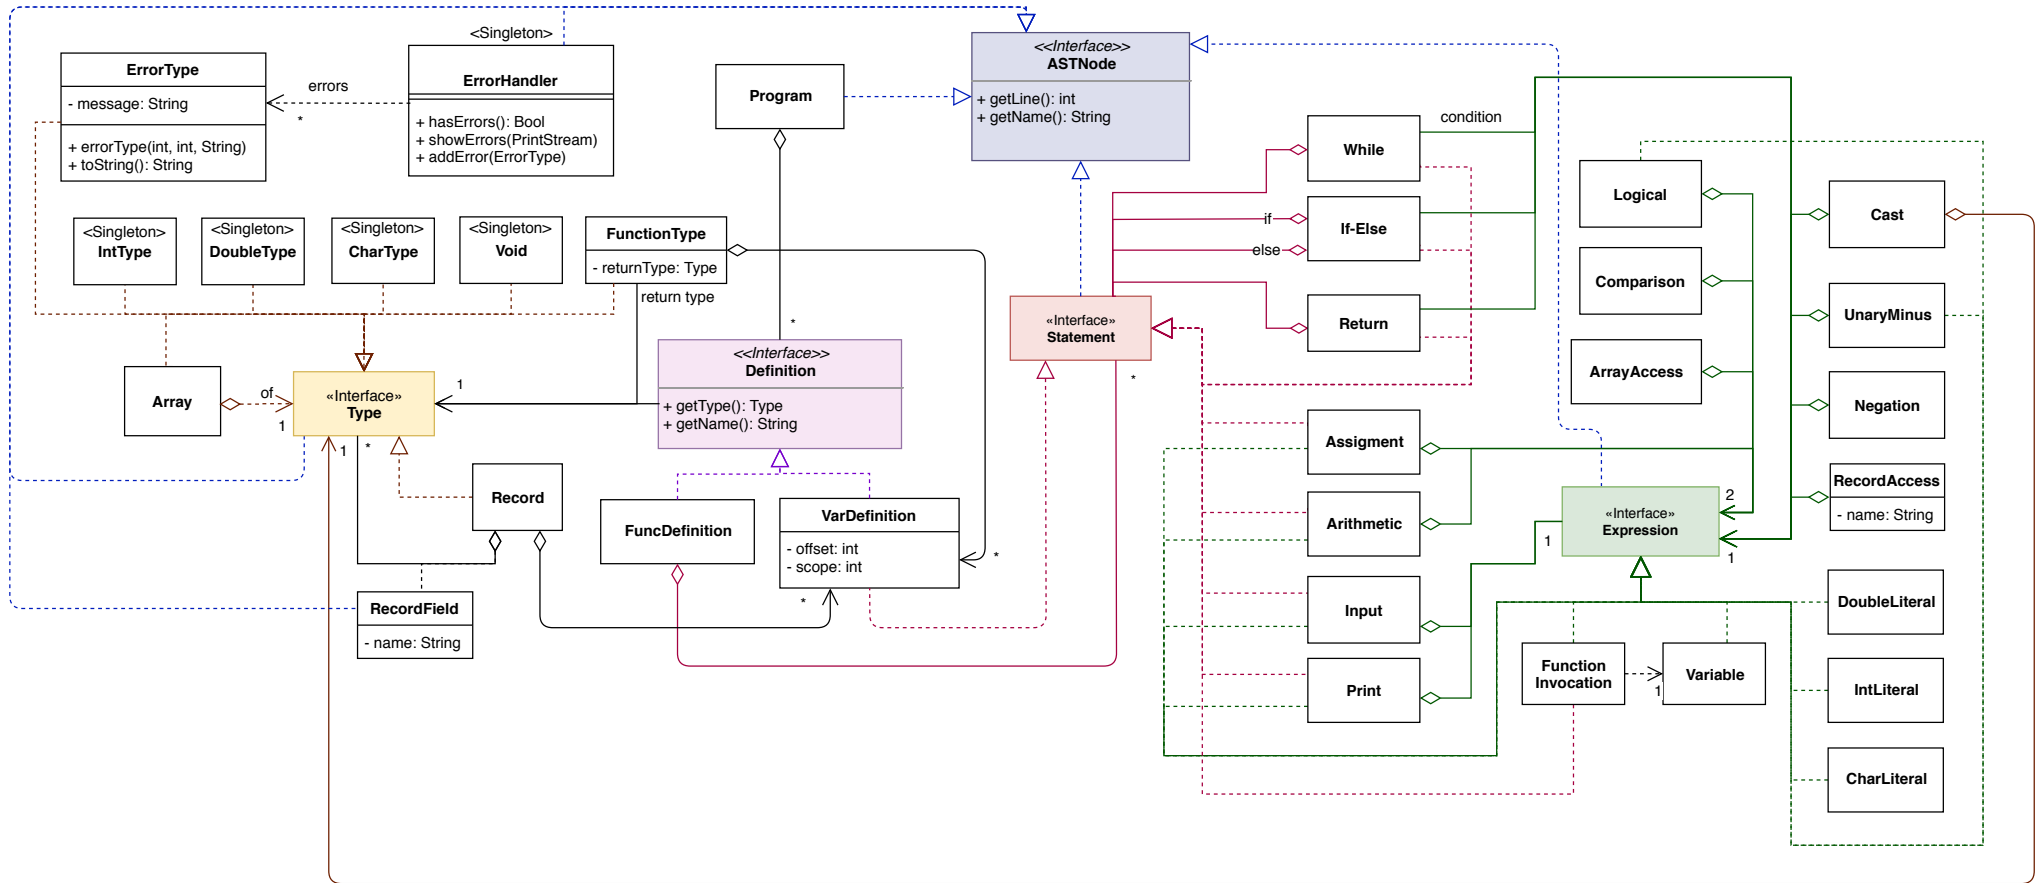 <Singleton>
ErrorHandler
+ hasErrors(): Bool
+ showErrors(PrintStream)
+ addError(ErrorType)
ErrorType
- message: String
+ errorType(int, int, String)
+ toString(): String
errors
*
Program
*
<<Interface>>
ASTNode
+ getLine(): int
+ getName(): String
<Singleton>
IntType
<Singleton>
DoubleType
<Singleton>
CharType
<Singleton>
Void
FunctionType
- returnType: Type
return type
Array
of
1
«Interface»
Type
1
*
1
<<Interface>>
Definition
+ getType(): Type
+ getName(): String
Record
FuncDefinition
VarDefinition
- offset: int
- scope: int
*
*
RecordField
- name: String
«Interface»
Statement
*
While
condition
if
If-Else
else
Return
Assigment
Arithmetic
Input
Print
Logical
Comparison
ArrayAccess
Cast
UnaryMinus
Negation
RecordAccess
- name: String
«Interface»
Expression
2
1
1
DoubleLiteral
IntLiteral
CharLiteral
Function
Invocation
1
Variable